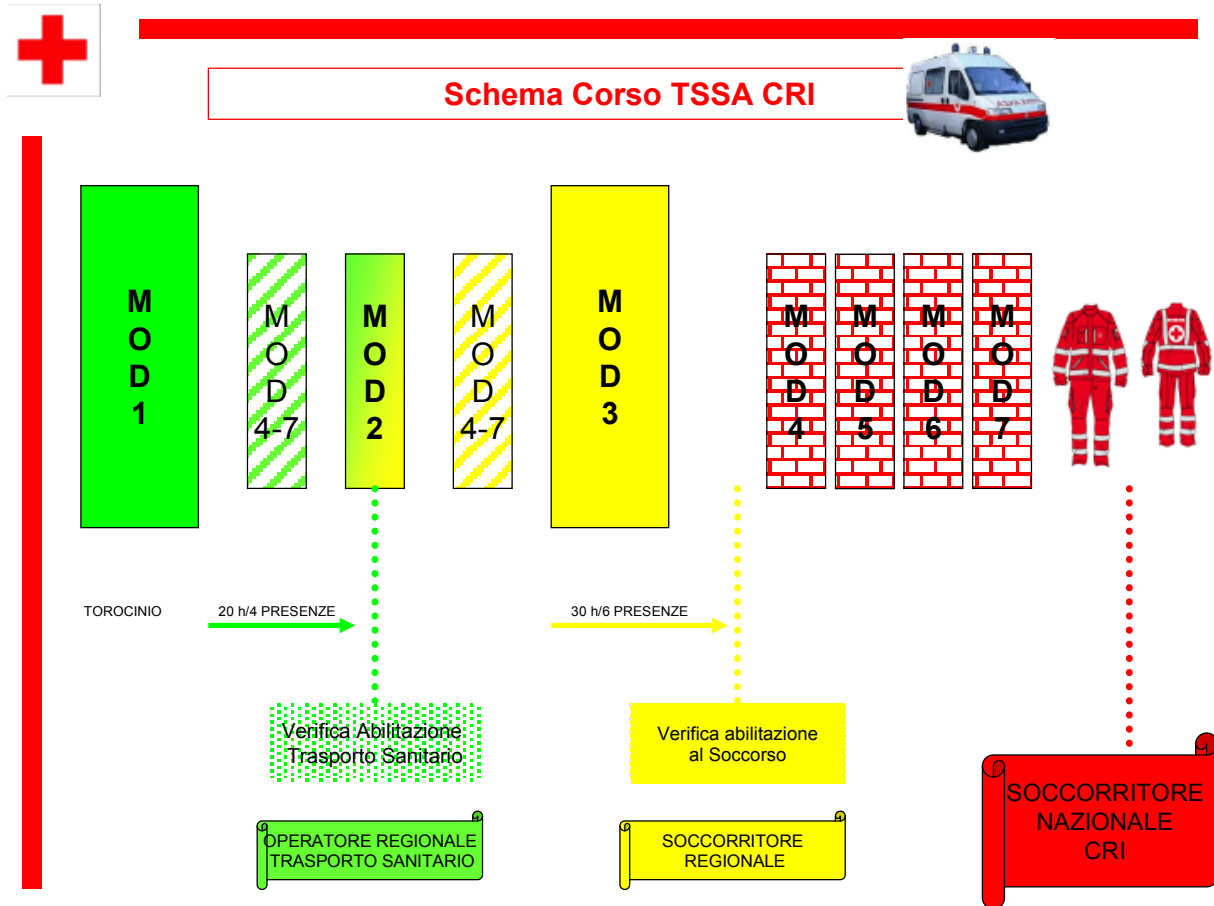 Schema Corso TSSA CRI
M
O
D
1
M
O
D
4-7
M
O
D
2
M
O
D
4-7
M
O
D
3
M
O
D
4
M
O
D
5
M
O
D
6
M
O
D
7
TOROCINIO
20 h/4 PRESENZE
30 h/6 PRESENZE
Verifica Abilitazione
Trasporto Sanitario
Verifica abilitazione
al Soccorso
OPERATORE REGIONALE
TRASPORTO SANITARIO
SOCCORRITORE
REGIONALE
SOCCORRITORE
NAZIONALE
CRI